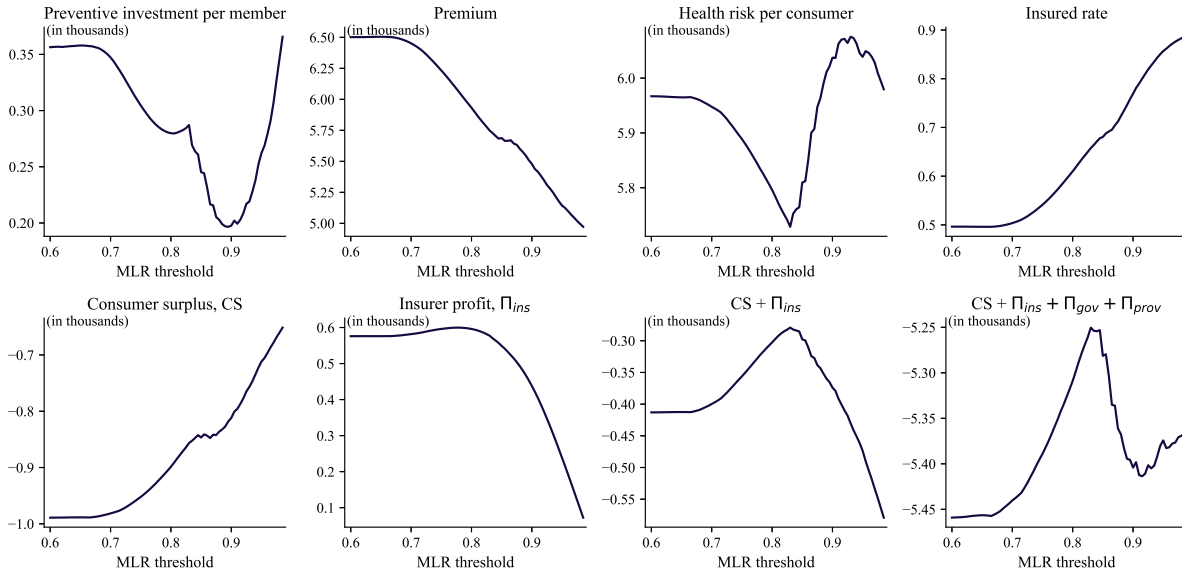 Preventive investment per member
(in thousands)
0.35
0.30
0.25
0.20
0.6 0.7 0.8 0.9
MLR threshold
Premium
(in thousands)
6.50
6.25
6.00
5.75
5.50
5.25
5.00
0.6 0.7 0.8 0.9
MLR threshold
Health risk per consumer
(in thousands)
6.0
5.9
5.8
0.6 0.7 0.8 0.9
MLR threshold
Insured rate
0.9
0.8
0.7
0.6
0.5
0.6 0.7 0.8 0.9
MLR threshold
Consumer surplus, CS
(in thousands)
−0.7
−0.8
−0.9
−1.0
0.6 0.7 0.8 0.9
MLR threshold
Insurer profit, Π_ins
(in thousands)
0.6
0.5
0.4
0.3
0.2
0.1
0.6 0.7 0.8 0.9
MLR threshold
CS + Π_ins
(in thousands)
−0.30
−0.35
−0.40
−0.45
−0.50
−0.55
0.6 0.7 0.8 0.9
MLR threshold
CS + Π_ins + Π_gov + Π_prov
(in thousands)
−5.25
−5.30
−5.35
−5.40
−5.45
0.6 0.7 0.8 0.9
MLR threshold